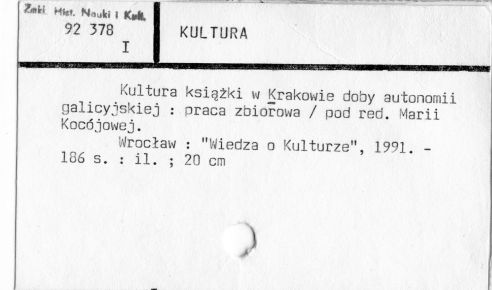 Zakł. Hist. Nauki i Kult.
92 378
I
KULTURA
Kultura książki w Krakowie doby autonomii
galicyjskiej : praca zbiorowa / pod red. Marii
Kocójowej.
Wrocław : "Wiedza o Kulturze", 1991. -
186 s. : il. ; 20 cm